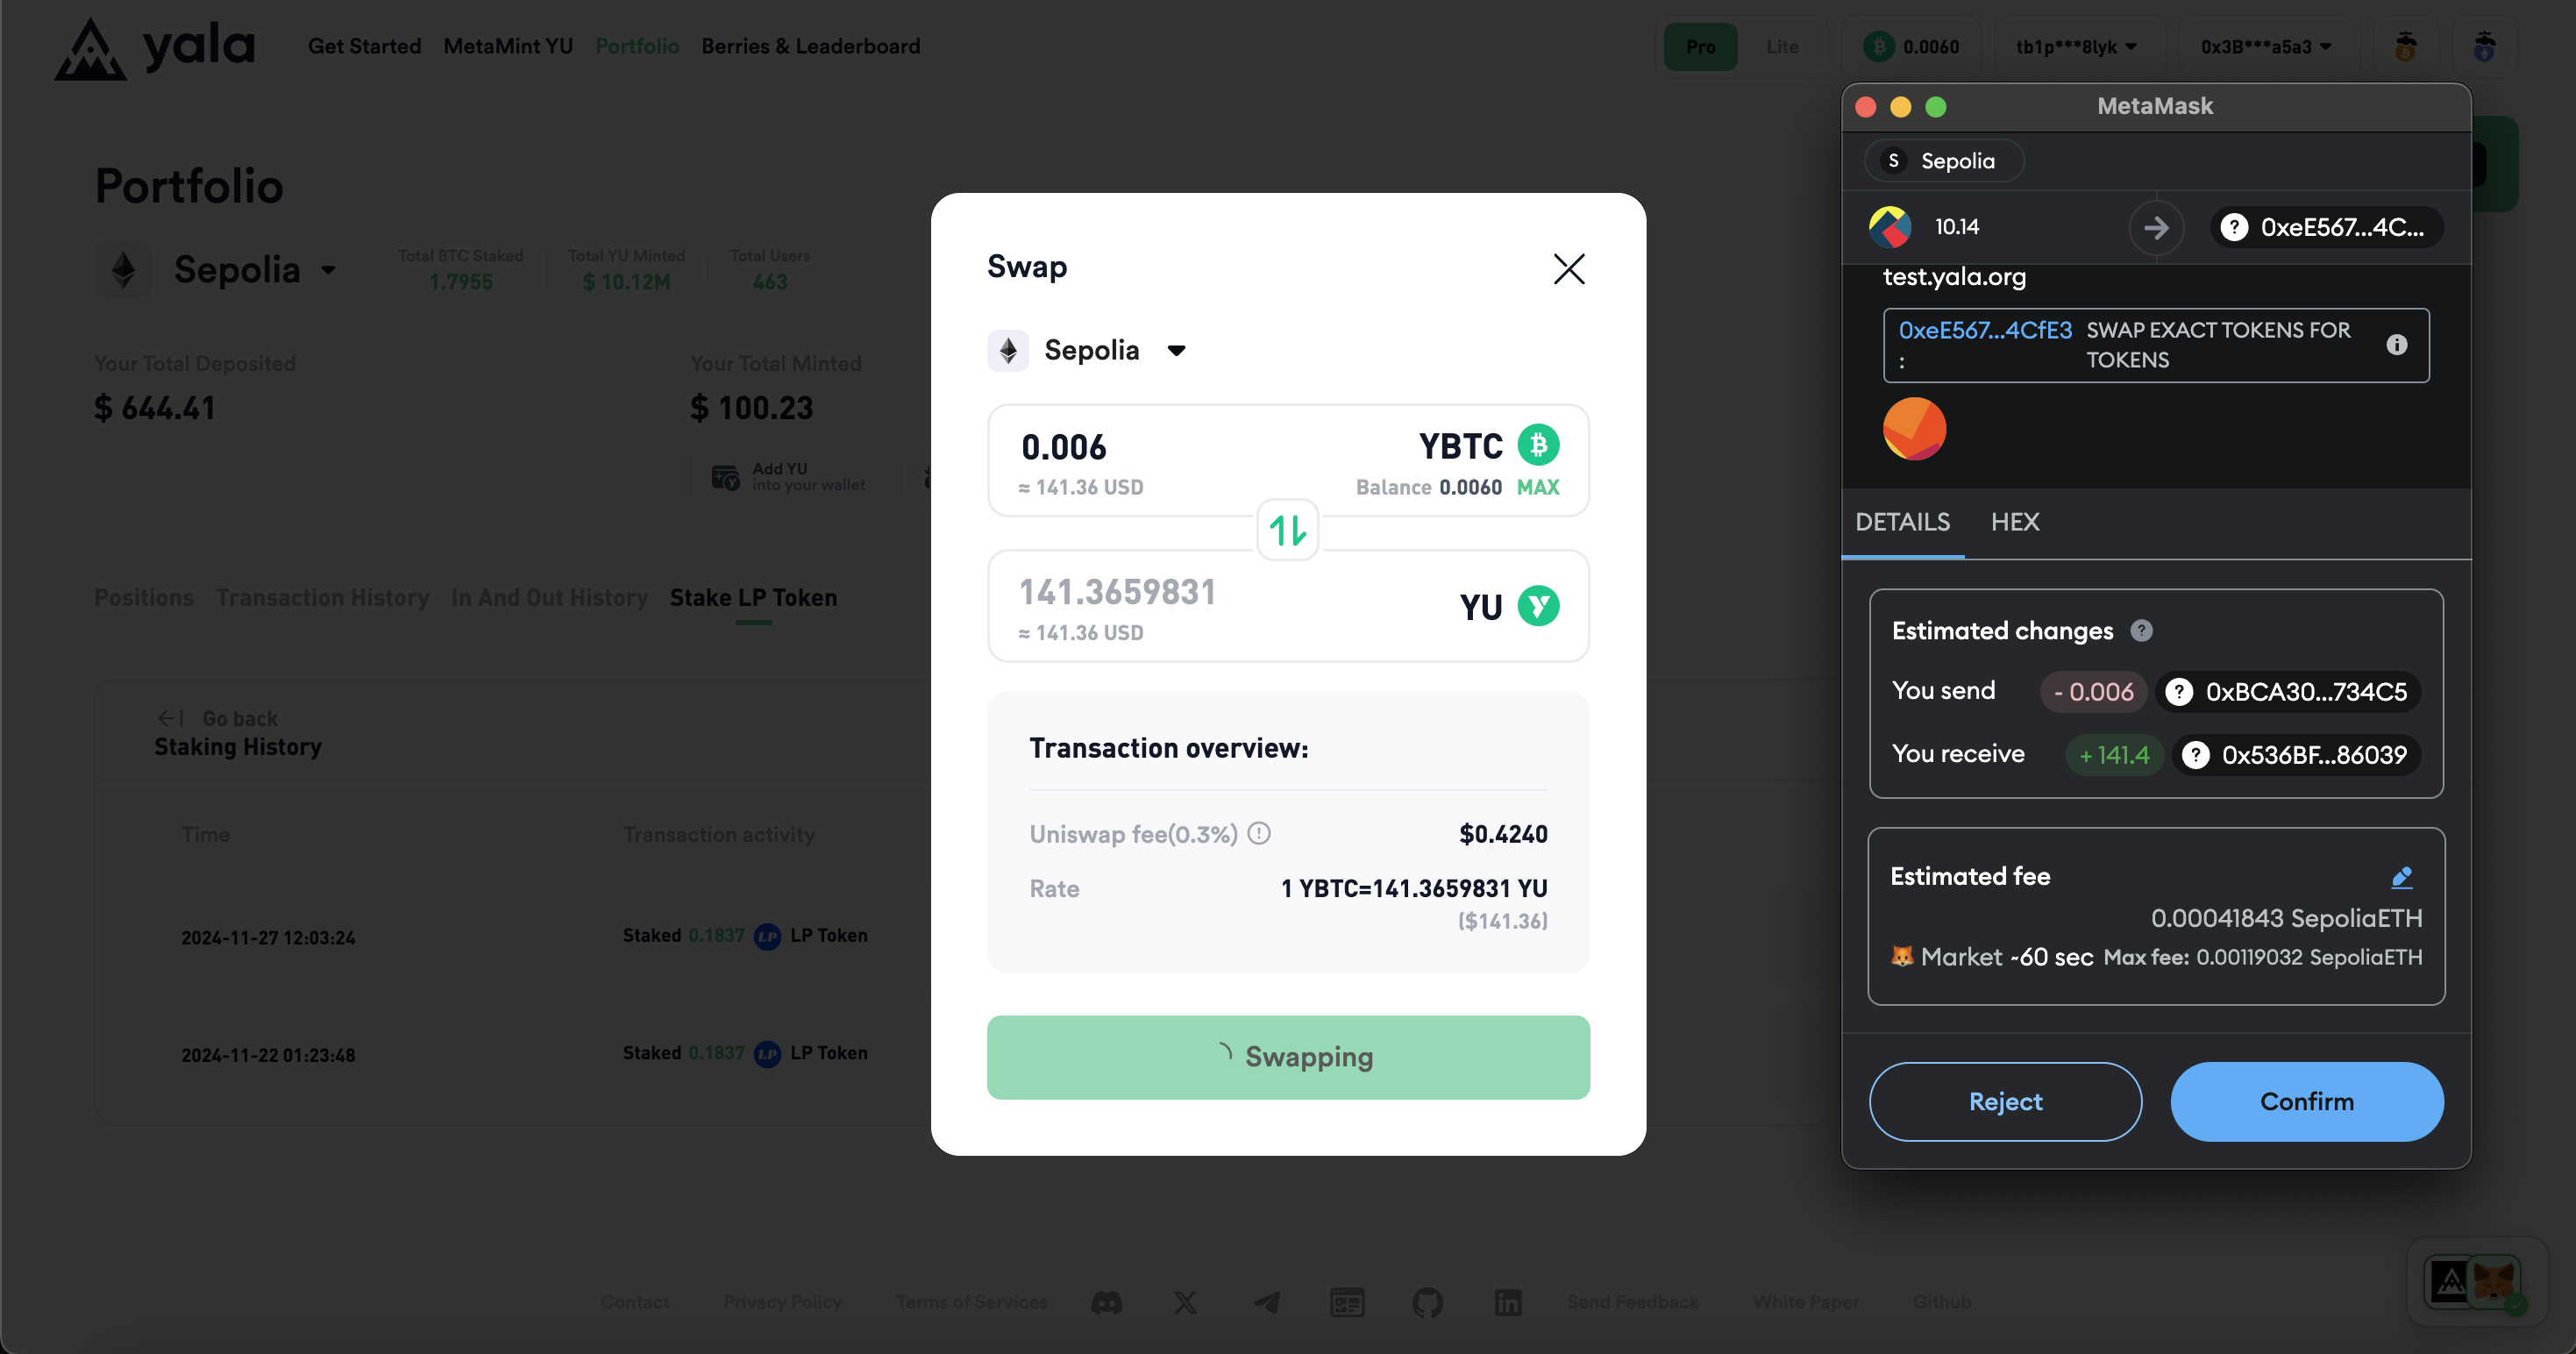 yala
Get Started MetaMint YU Portfolio Berries & Leaderboard
Pro Lite 0.0060 tb1p***8lyk 0x3B***a5a3
Portfolio
Sepolia
Total BTC Staked
1.7955
Total YU Minted
$ 10.12M
Total Users
463
Your Total Deposited
$ 644.41
Your Total Minted
$ 100.23
Add YU
into your wallet
Positions Transaction History In And Out History Stake LP Token
Go back
Staking History
Time Transaction activity
2024-11-27 12:03:24 Staked 0.1837 LP LP Token
2024-11-22 01:23:48 Staked 0.1837 LP LP Token
Swap
Sepolia
0.006 YBTC
≈ 141.36 USD Balance 0.0060 MAX
141.3659831 YU
≈ 141.36 USD
Transaction overview:
Uniswap fee(0.3%) $0.4240
Rate 1 YBTC=141.3659831 YU
($141.36)
Swapping
MetaMask
S Sepolia
10.14 ? 0xeE567...4C...
test.yala.org
0xeE567...4CfE3 SWAP EXACT TOKENS FOR
: TOKENS
DETAILS HEX
Estimated changes ?
You send - 0.006 ? 0xBCA30...734C5
You receive + 141.4 ? 0x536BF...86039
Estimated fee
0.00041843 SepoliaETH
Market ~60 sec Max fee: 0.00119032 SepoliaETH
Reject Confirm
Contact Privacy Policy Terms of Services Send Feedback White Paper Github